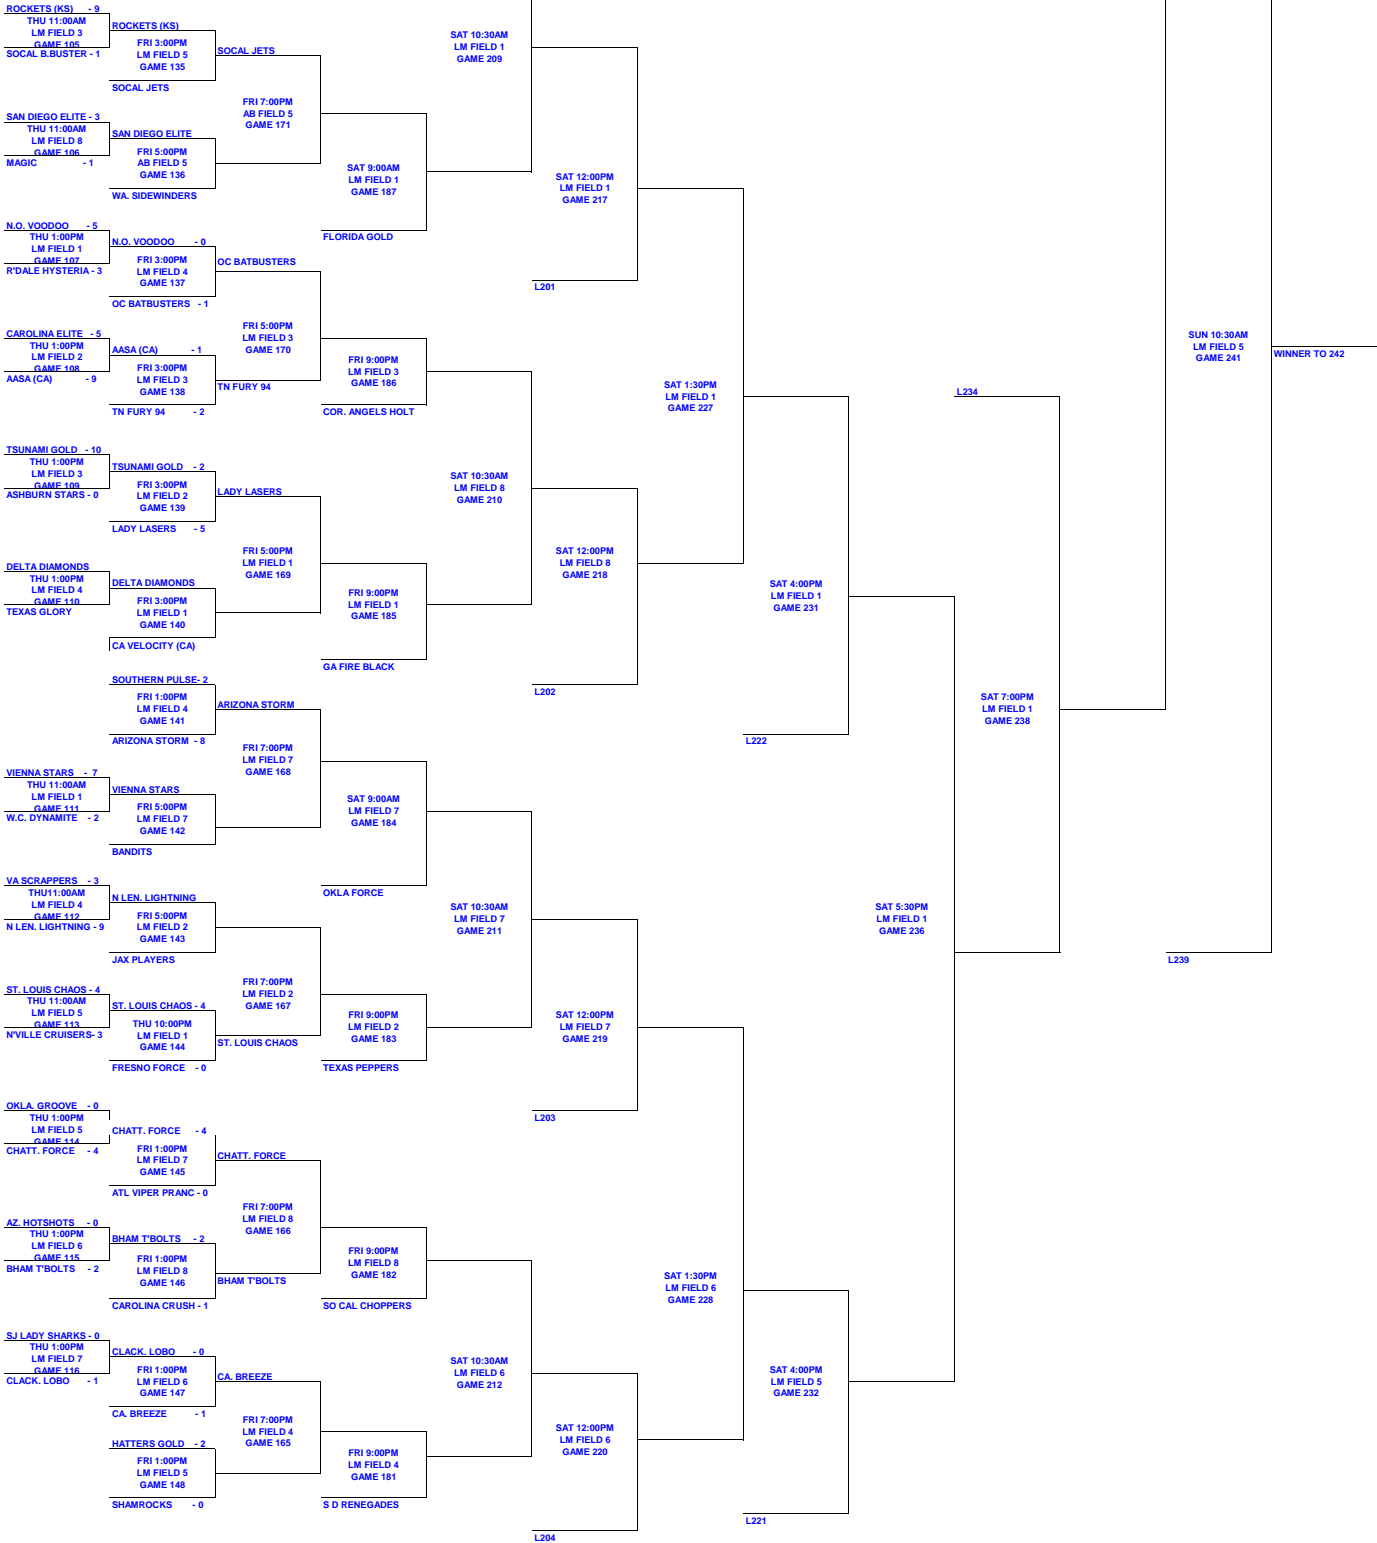 ROCKETS (KS) - 9
THU 11:00AM
LM FIELD 3
GAME 105
SOCAL B.BUSTER - 1
SAN DIEGO ELITE - 3
THU 11:00AM
LM FIELD 8
GAME 106
MAGIC - 1
N.O. VOODOO - 5
THU 1:00PM
LM FIELD 1
GAME 107
R'DALE HYSTERIA - 3
CAROLINA ELITE - 5
THU 1:00PM
LM FIELD 2
GAME 108
AASA (CA) - 9
TSUNAMI GOLD - 10
THU 1:00PM
LM FIELD 3
GAME 109
ASHBURN STARS - 0
DELTA DIAMONDS
THU 1:00PM
LM FIELD 4
GAME 110
TEXAS GLORY
VIENNA STARS - 7
THU 11:00AM
LM FIELD 1
GAME 111
W.C. DYNAMITE - 2
VA SCRAPPERS - 3
THU11:00AM
LM FIELD 4
GAME 112
N LEN. LIGHTNING - 9
ST. LOUIS CHAOS - 4
THU 11:00AM
LM FIELD 5
GAME 113
N'VILLE CRUISERS- 3
OKLA. GROOVE - 0
THU 1:00PM
LM FIELD 5
GAME 114
CHATT. FORCE - 4
AZ. HOTSHOTS - 0
THU 1:00PM
LM FIELD 6
GAME 115
BHAM T'BOLTS - 2
SJ LADY SHARKS - 0
THU 1:00PM
LM FIELD 7
GAME 116
CLACK. LOBO - 1
ROCKETS (KS)
FRI 3:00PM
LM FIELD 5
GAME 135
SOCAL JETS
SAN DIEGO ELITE
FRI 5:00PM
AB FIELD 5
GAME 136
WA. SIDEWINDERS
N.O. VOODOO - 0
FRI 3:00PM
LM FIELD 4
GAME 137
OC BATBUSTERS - 1
AASA (CA) - 1
FRI 3:00PM
LM FIELD 3
GAME 138
TN FURY 94 - 2
TSUNAMI GOLD - 2
FRI 3:00PM
LM FIELD 2
GAME 139
LADY LASERS - 5
DELTA DIAMONDS
FRI 3:00PM
LM FIELD 1
GAME 140
CA VELOCITY (CA)
SOUTHERN PULSE- 2
FRI 1:00PM
LM FIELD 4
GAME 141
ARIZONA STORM - 8
VIENNA STARS
FRI 5:00PM
LM FIELD 7
GAME 142
BANDITS
N LEN. LIGHTNING
FRI 5:00PM
LM FIELD 2
GAME 143
JAX PLAYERS
ST. LOUIS CHAOS - 4
THU 10:00PM
LM FIELD 1
GAME 144
FRESNO FORCE - 0
CHATT. FORCE - 4
FRI 1:00PM
LM FIELD 7
GAME 145
ATL VIPER PRANC - 0
BHAM T'BOLTS - 2
FRI 1:00PM
LM FIELD 8
GAME 146
CAROLINA CRUSH - 1
CLACK. LOBO - 0
FRI 1:00PM
LM FIELD 6
GAME 147
CA. BREEZE - 1
HATTERS GOLD - 2
FRI 1:00PM
LM FIELD 5
GAME 148
SHAMROCKS - 0
SOCAL JETS
FRI 7:00PM
AB FIELD 5
GAME 171
OC BATBUSTERS
FRI 5:00PM
LM FIELD 3
GAME 170
TN FURY 94
LADY LASERS
FRI 5:00PM
LM FIELD 1
GAME 169
ARIZONA STORM
FRI 7:00PM
LM FIELD 7
GAME 168
FRI 7:00PM
LM FIELD 2
GAME 167
ST. LOUIS CHAOS
CHATT. FORCE
FRI 7:00PM
LM FIELD 8
GAME 166
BHAM T'BOLTS
CA. BREEZE
FRI 7:00PM
LM FIELD 4
GAME 165
SAT 9:00AM
LM FIELD 1
GAME 187
FLORIDA GOLD
FRI 9:00PM
LM FIELD 3
GAME 186
COR. ANGELS HOLT
FRI 9:00PM
LM FIELD 1
GAME 185
GA FIRE BLACK
SAT 9:00AM
LM FIELD 7
GAME 184
OKLA FORCE
FRI 9:00PM
LM FIELD 2
GAME 183
TEXAS PEPPERS
FRI 9:00PM
LM FIELD 8
GAME 182
SO CAL CHOPPERS
FRI 9:00PM
LM FIELD 4
GAME 181
S D RENEGADES
SAT 10:30AM
LM FIELD 1
GAME 209
SAT 10:30AM
LM FIELD 8
GAME 210
SAT 10:30AM
LM FIELD 7
GAME 211
SAT 10:30AM
LM FIELD 6
GAME 212
SAT 12:00PM
LM FIELD 1
GAME 217
L201
SAT 12:00PM
LM FIELD 8
GAME 218
L202
SAT 12:00PM
LM FIELD 7
GAME 219
L203
SAT 12:00PM
LM FIELD 6
GAME 220
L204
SAT 1:30PM
LM FIELD 1
GAME 227
SAT 1:30PM
LM FIELD 6
GAME 228
SAT 4:00PM
LM FIELD 1
GAME 231
L222
SAT 4:00PM
LM FIELD 5
GAME 232
L221
SAT 5:30PM
LM FIELD 1
GAME 236
L234
SAT 7:00PM
LM FIELD 1
GAME 238
SUN 10:30AM
LM FIELD 5
GAME 241
L239
WINNER TO 242